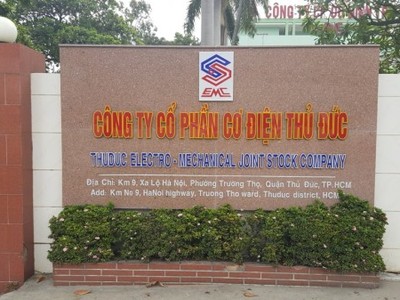 EMC
CÔNG TY CỔ PHẦN CƠ ĐIỆN THỦ ĐỨC
THUDUC ELECTRO - MECHANICAL JOINT STOCK COMPANY
Địa Chỉ: Km 9, Xa Lộ Hà Nội, Phường Trường Thọ, Quận Thủ Đức, TP.HCM
Add. Km No 9, HaNoi highway, Truong Tho ward, Thuduc district, HCM